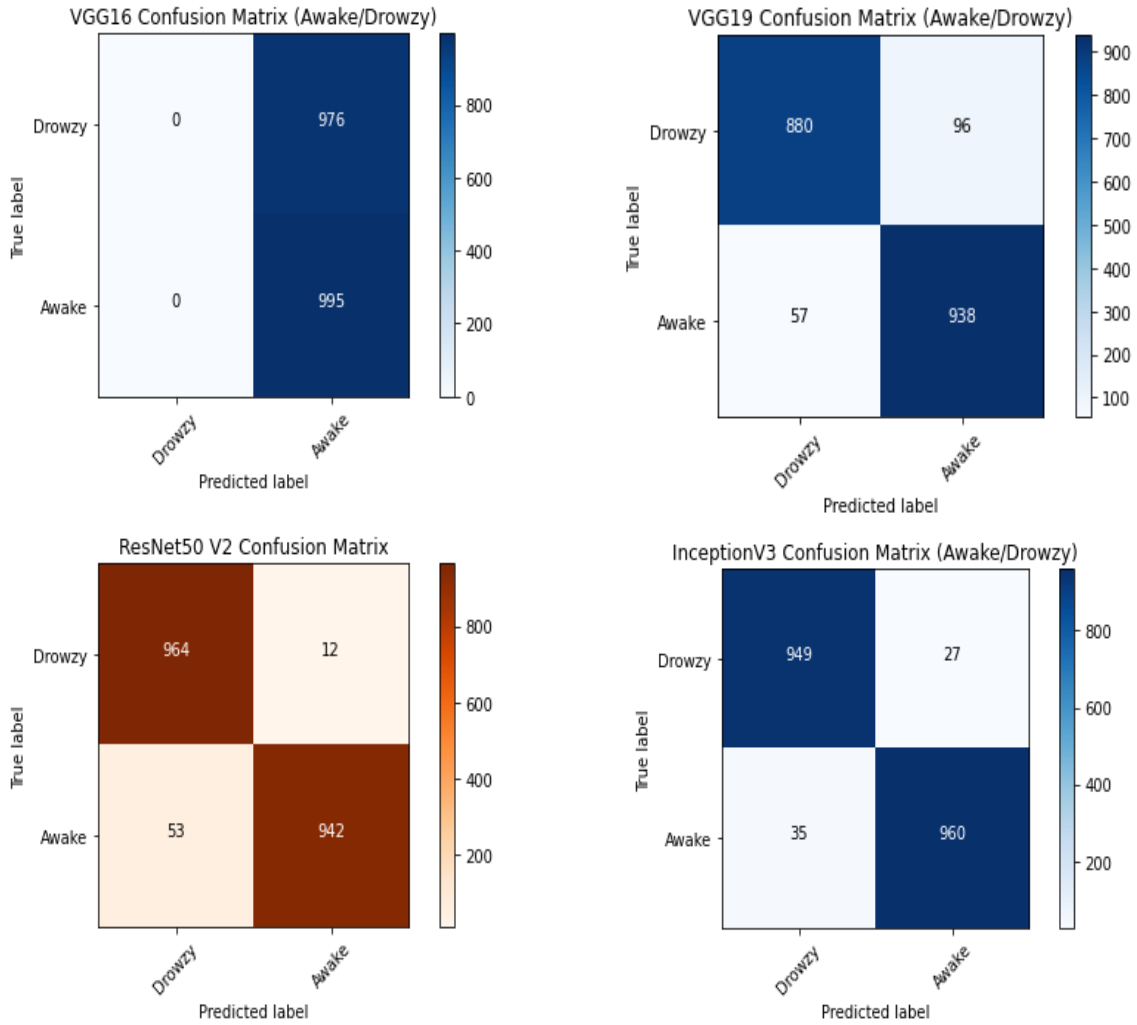 VGG16 Confusion Matrix (Awake/Drowzy)
True label
Drowzy
0
976
Awake
0
995
800
600
400
200
0
Drowzy
Awake
Predicted label
VGG19 Confusion Matrix (Awake/Drowzy)
True label
Drowzy
880
96
Awake
57
938
900
800
700
600
500
400
300
200
100
Drowzy
Awake
Predicted label
ResNet50 V2 Confusion Matrix
True label
Drowzy
964
12
Awake
53
942
800
600
400
200
Drowzy
Awake
Predicted label
InceptionV3 Confusion Matrix (Awake/Drowzy)
True label
Drowzy
949
27
Awake
35
960
800
600
400
200
Drowzy
Awake
Predicted label